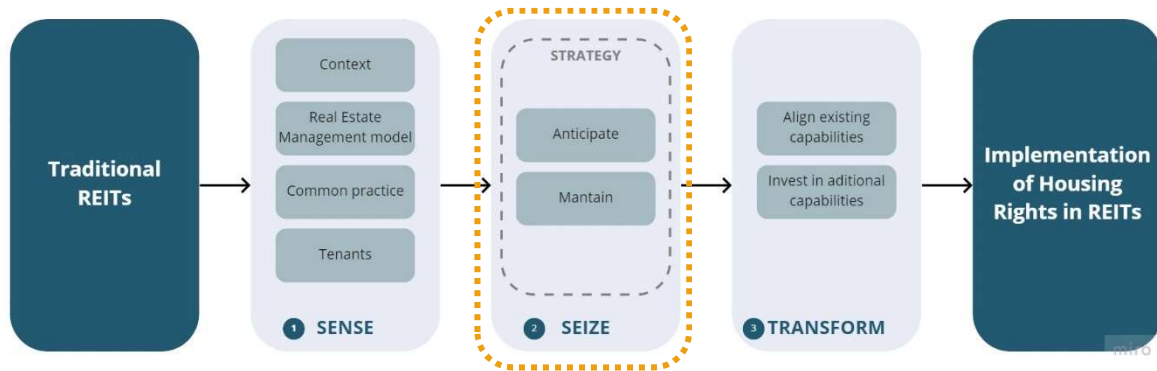 Traditional
REITs
Context
Real Estate
Management model
Common practice
Tenants
1 SENSE
STRATEGY
Anticipate
Mantain
2 SEIZE
Align existing
capabilities
Invest in aditional
capabilities
3 TRANSFORM
Implementation
of Housing
Rights in REITs
miro